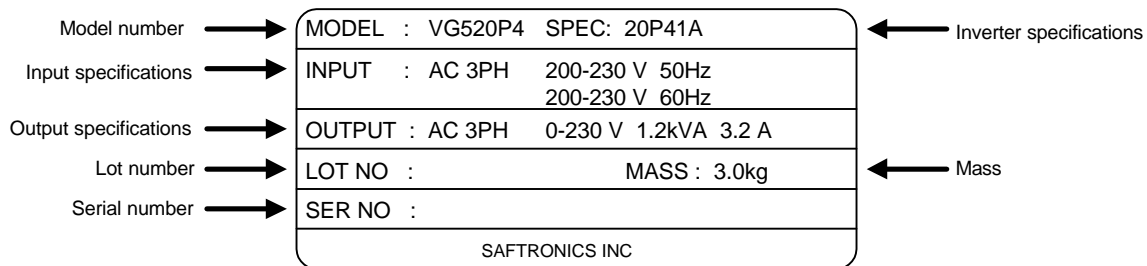 Model number MODEL : VG520P4 SPEC: 20P41A Inverter specifications
Input specifications INPUT : AC 3PH 200-230 V 50Hz
200-230 V 60Hz
Output specifications OUTPUT : AC 3PH 0-230 V 1.2kVA 3.2 A
Lot number LOT NO : MASS : 3.0kg Mass
Serial number SER NO :
SAFTRONICS INC